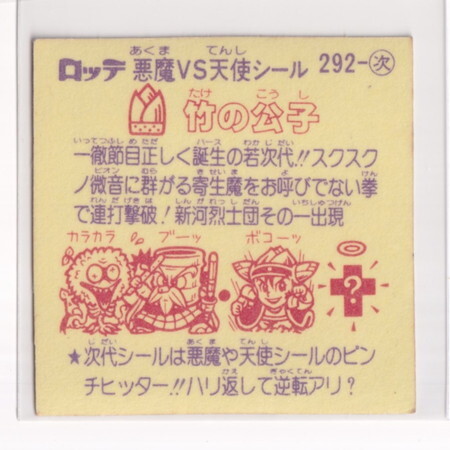 ロッテ 悪魔VS天使シール 292-次
竹の公子
一徹節目正しく誕生の若次代!!スクスク
ノ微音に群がる寄生魔をお呼びでない拳
で連打撃破!新河烈士団その一出現
カラカラ ブーッ ボコーッ
?
★次代シールは悪魔や天使シールのピン
チヒッター!!ハリ返して逆転アリ?